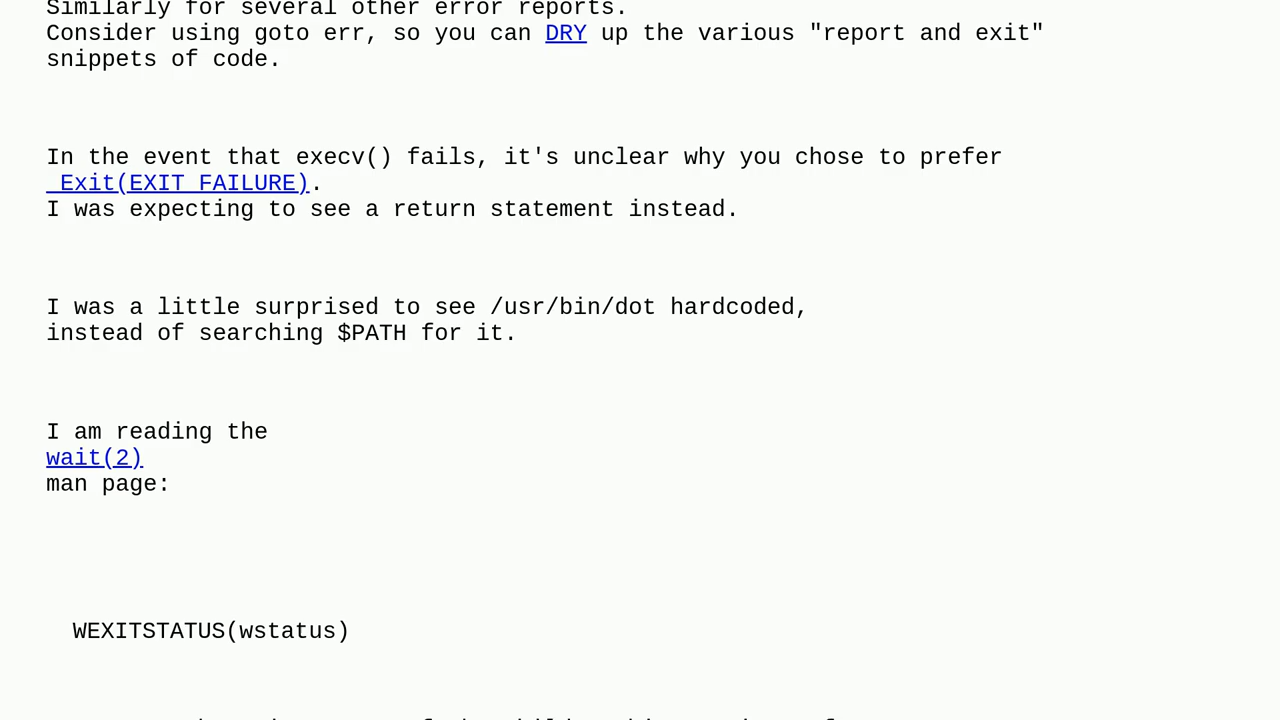 Similarly for several other error reports.
Consider using goto err, so you can DRY up the various "report and exit"
snippets of code.
In the event that execv() fails, it's unclear why you chose to prefer
_Exit(EXIT_FAILURE).
I was expecting to see a return statement instead.
I was a little surprised to see /usr/bin/dot hardcoded,
instead of searching $PATH for it.
I am reading the
wait(2)
man page:
WEXITSTATUS(wstatus)